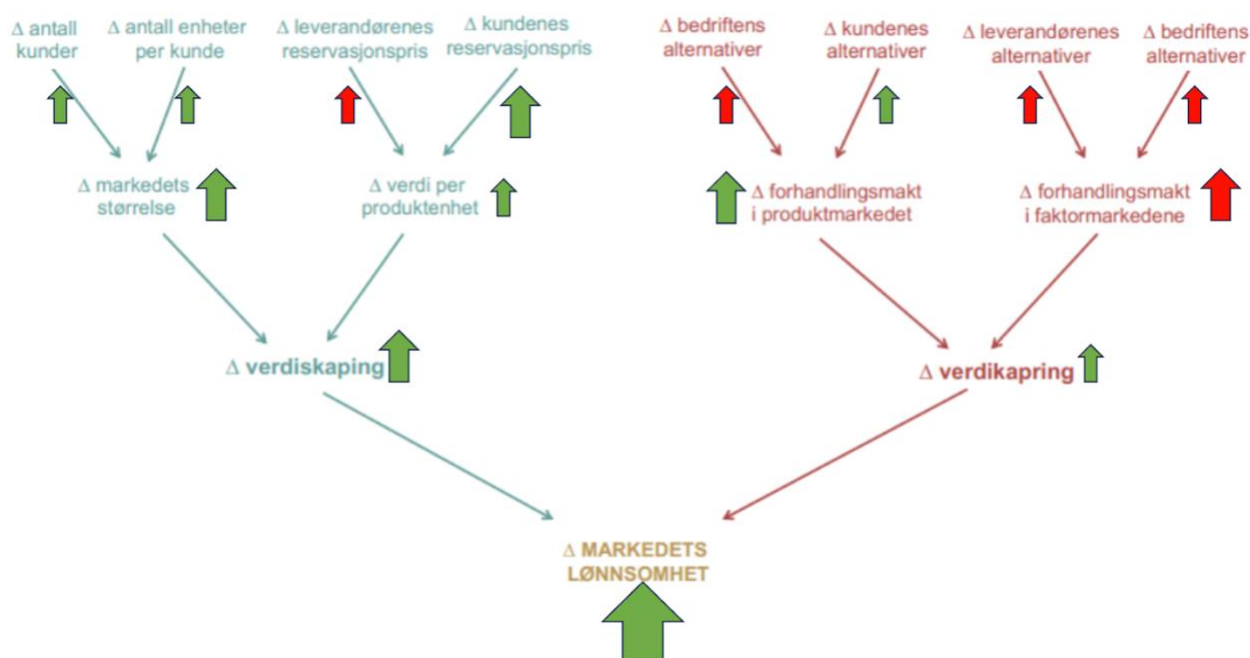 Δ antall
kunder
Δ antall enheter
per kunde
Δ leverandørenes
reservasjonspris
Δ kundenes
reservasjonspris
Δ bedriftens
alternativer
Δ kundenes
alternativer
Δ leverandørenes
alternativer
Δ bedriftens
alternativer
Δ markedets
størrelse
Δ verdi per
produktenhet
Δ forhandlingsmakt
i produktmarkedet
Δ forhandlingsmakt
i faktormarkedene
Δ verdiskaping
Δ verdikapring
Δ MARKEDETS
LØNNSOMHET